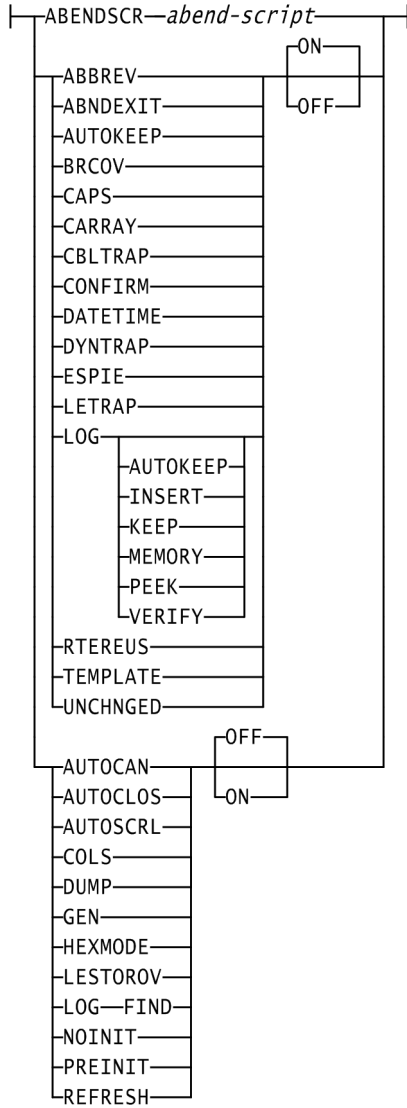 ABENDSCR abend-script
ON
ABBREV
ABNDEXIT
OFF
AUTOKEEP
BRCOV
CAPS
CARRAY
CBLTRAP
CONFIRM
DATETIME
DYNTRAP
ESPIE
LETRAP
LOG
AUTOKEEP
INSERT
KEEP
MEMORY
PEEK
VERIFY
RTEREUS
TEMPLATE
UNCHNGED
OFF
AUTOCAN
AUTOCLOS
ON
AUTOSCRL
COLS
DUMP
GEN
HEXMODE
LESTOROV
LOG FIND
NOINIT
PREINIT
REFRESH